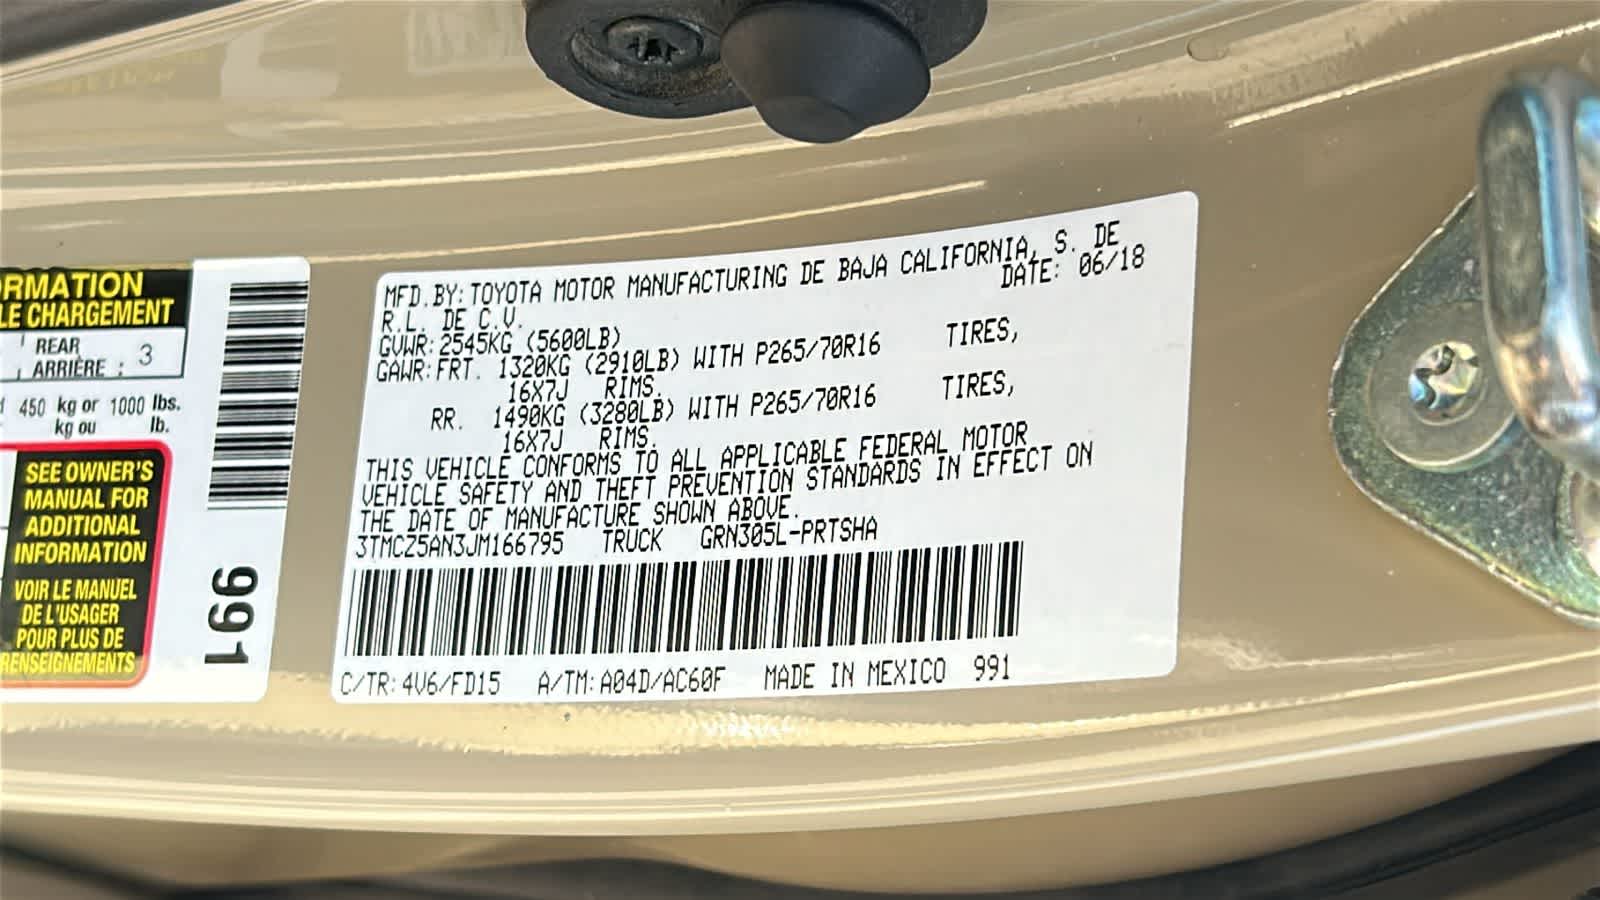 MFD.BY:TOYOTA MOTOR MANUFACTURING DE BAJA CALIFORNIA, S. DE
R.L. DE C.V. DATE: 06/18
GVWR:2545KG (5600LB)
GAWR:FRT. 1320KG (2910LB) WITH P265/70R16 TIRES,
16X7J RIMS.
RR. 1490KG (3280LB) WITH P265/70R16 TIRES,
16X7J RIMS.
THIS VEHICLE CONFORMS TO ALL APPLICABLE FEDERAL MOTOR
VEHICLE SAFETY AND THEFT PREVENTION STANDARDS IN EFFECT ON
THE DATE OF MANUFACTURE SHOWN ABOVE.
3TMCZ5AN3JM166795 TRUCK GRN305L-PRTSHA
C/TR:4V6/FD15 A/TM:A04D/AC60F MADE IN MEXICO 991
ORMATION
LE CHARGEMENT
REAR
ARRIÈRE : 3
450 kg or 1000 lbs.
kg ou lb.
SEE OWNER'S
MANUAL FOR
ADDITIONAL
INFORMATION
VOIR LE MANUEL
DE L'USAGER
POUR PLUS DE
RENSEIGNEMENTS
991